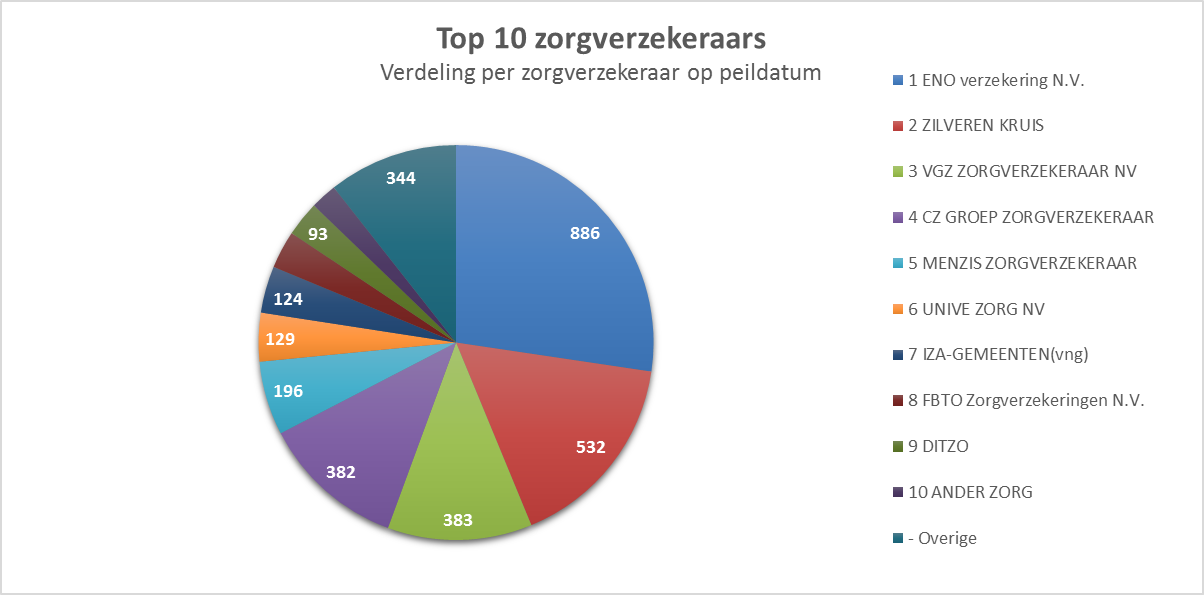 Top 10 zorgverzekeraars
Verdeling per zorgverzekeraar op peildatum
1 ENO verzekering N.V.
2 ZILVEREN KRUIS
3 VGZ ZORGVERZEKERAAR NV
4 CZ GROEP ZORGVERZEKERAAR
5 MENZIS ZORGVERZEKERAAR
6 UNIVE ZORG NV
7 IZA-GEMEENTEN(vng)
8 FBTO Zorgverzekeringen N.V.
9 DITZO
10 ANDER ZORG
- Overige
886
532
383
382
196
129
124
93
344